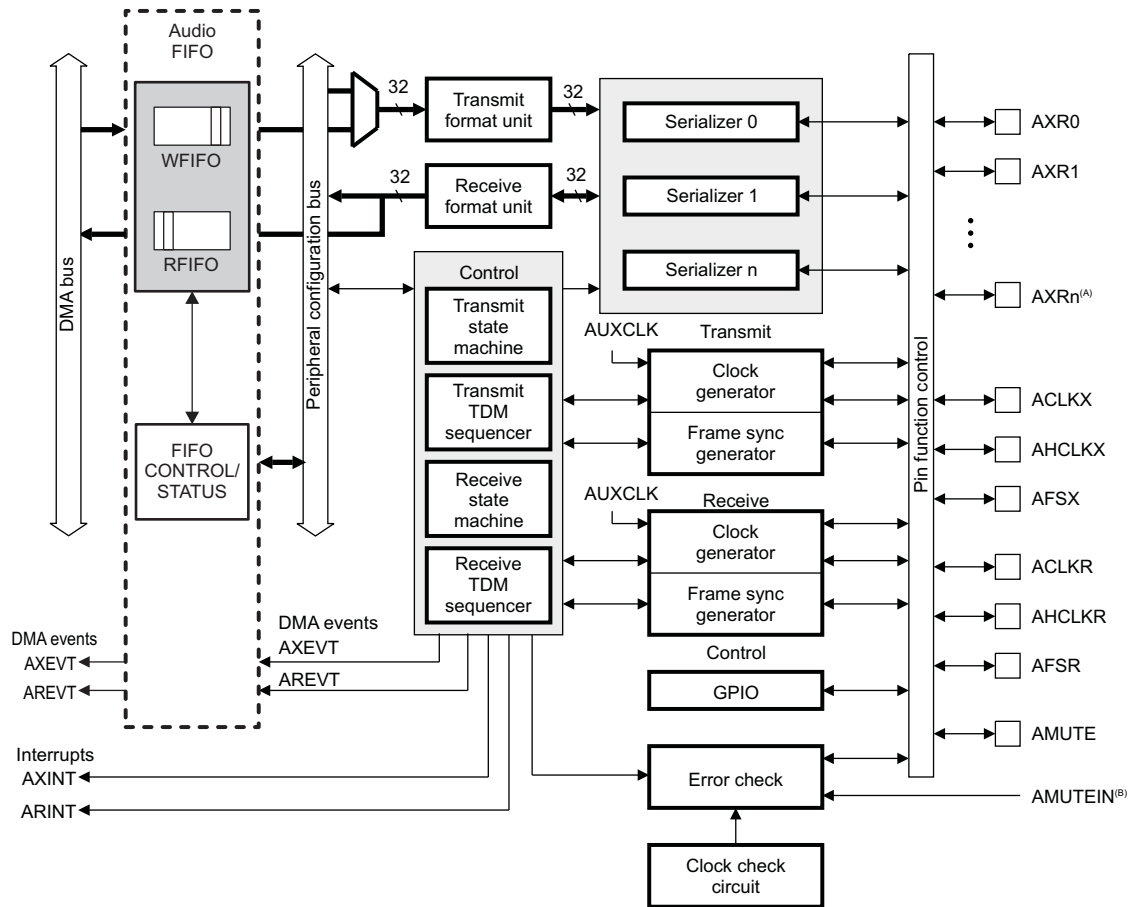 Audio
FIFO
WFIFO
RFIFO
FIFO
CONTROL/
STATUS
DMA bus
Peripheral configuration bus
32
Transmit
format unit
32
32
Receive
format unit
32
Serializer 0
Serializer 1
Serializer n
Control
Transmit
state
machine
Transmit
TDM
sequencer
Receive
state
machine
Receive
TDM
sequencer
AUXCLK
Transmit
Clock
generator
Frame sync
generator
AUXCLK
Receive
Clock
generator
Frame sync
generator
Control
GPIO
Error check
Clock check
circuit
Pin function control
AXR0
AXR1
AXRn(A)
ACLKX
AHCLKX
AFSX
ACLKR
AHCLKR
AFSR
AMUTE
AMUTEIN(B)
DMA events
AXEVT
AREVT
DMA events
AXEVT
AREVT
Interrupts
AXINT
ARINT